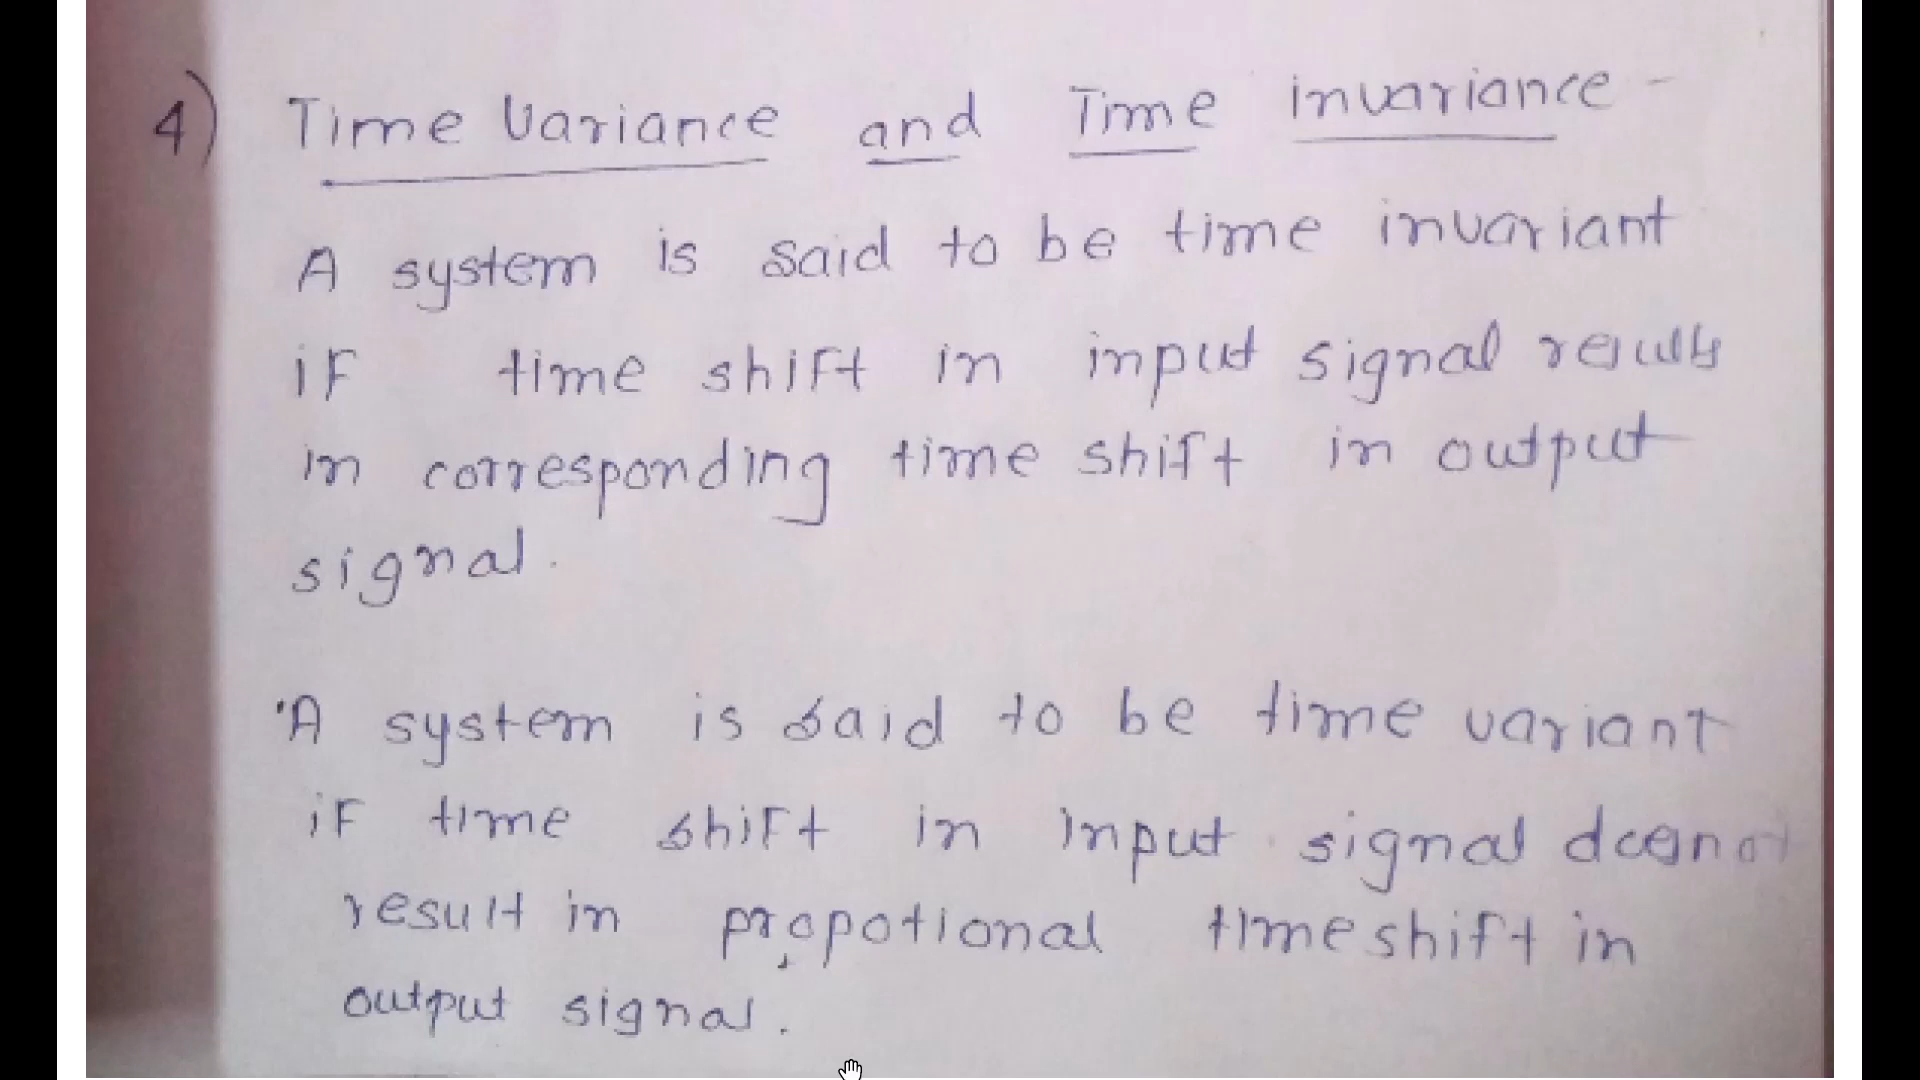 4) Time Variance and Time invariance -
A system is said to be time invariant
if time shift in input signal results
in corresponding time shift in output
signal.
A system is said to be time variant
if time shift in input signal doesnot
result in propotional time shift in
output signal.